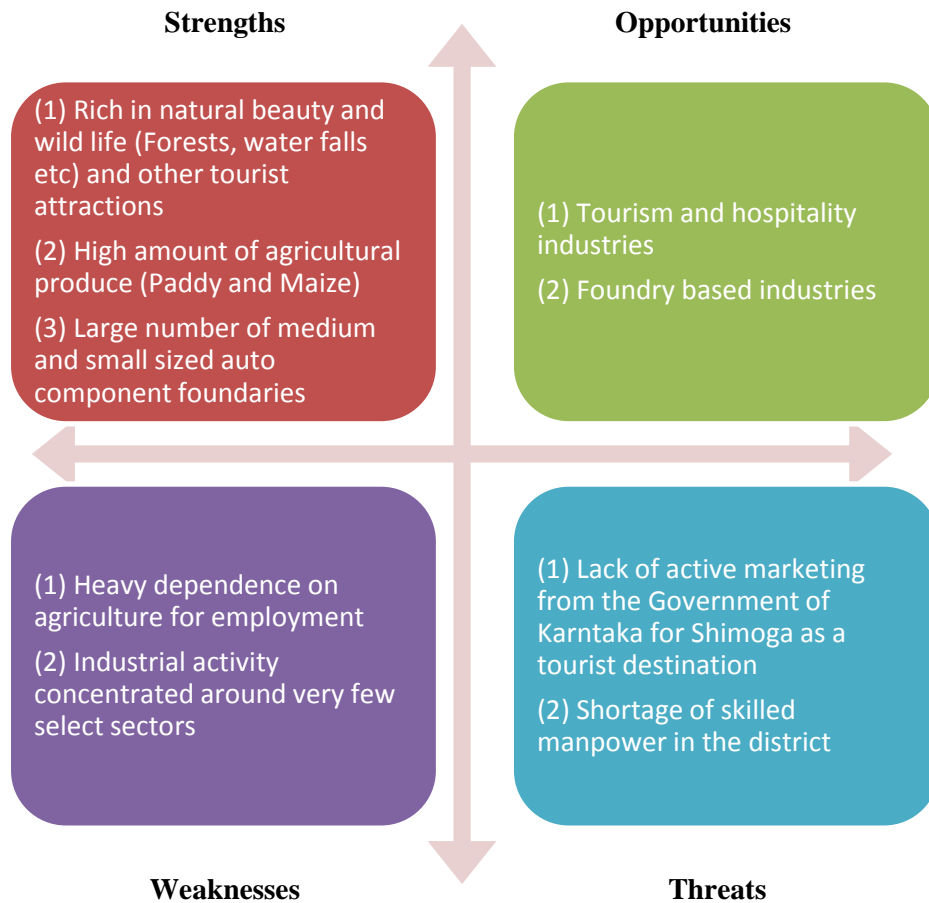 Strengths
Opportunities
(1) Rich in natural beauty and
wild life (Forests, water falls
etc) and other tourist
attractions
(2) High amount of agricultural
produce (Paddy and Maize)
(3) Large number of medium
and small sized auto
component foundaries
(1) Tourism and hospitality
industries
(2) Foundry based industries
(1) Heavy dependence on
agriculture for employment
(2) Industrial activity
concentrated around very few
select sectors
(1) Lack of active marketing
from the Government of
Karntaka for Shimoga as a
tourist destination
(2) Shortage of skilled
manpower in the district
Weaknesses
Threats